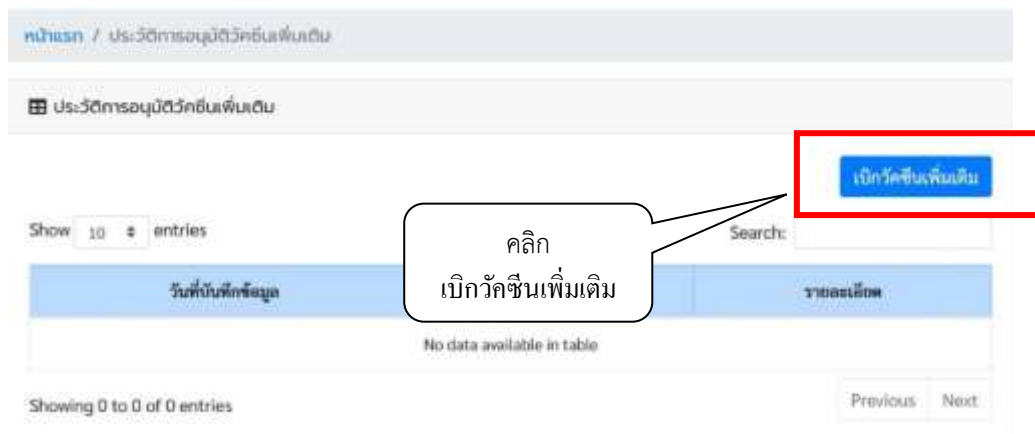 หน้าแรก / ประวัติการอนุมัติวัคซีนเพิ่มเติม
ประวัติการอนุมัติวัคซีนเพิ่มเติม
เบิกวัคซีนเพิ่มเติม
Show 10 entries
Search:
คลิก
เบิกวัคซีนเพิ่มเติม
วันที่บันทึกข้อมูล
รายละเอียด
No data available in table
Showing 0 to 0 of 0 entries
Previous Next